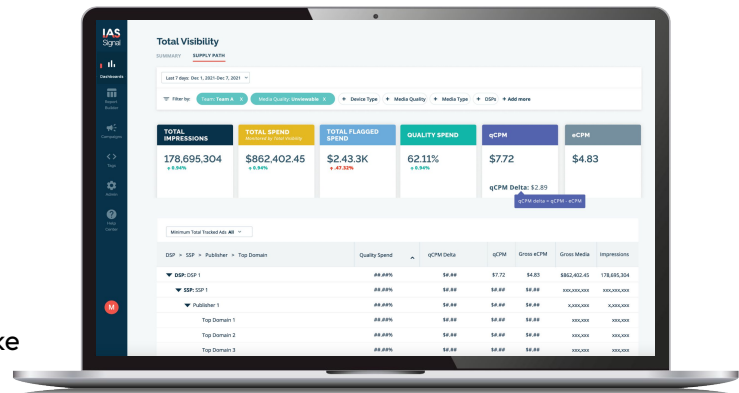 IAS
Signal
Dashboards
Report
Builder
Campaigns
Tags
Admin
Help
Center
M
Total Visibility
SUMMARY SUPPLY PATH
Last 7 days: Dec 1, 2021-Dec 7, 2021
Filter by: Team: Team A X Media Quality: Unviewable X + Device Type + Media Quality + Media Type + DSPs + Add more
TOTAL IMPRESSIONS
178,695,304
0.94%
TOTAL SPEND
Monitored by Total Visibility
$862,402.45
0.94%
TOTAL FLAGGED SPEND
$2.43.3K
.47.32%
QUALITY SPEND
62.11%
0.94%
qCPM
$7.72
qCPM Delta: $2.89
qCPM delta = qCPM - eCPM
eCPM
$4.83
Minimum Total Tracked Ads: All
DSP > SSP > Publisher > Top Domain Quality Spend qCPM Delta qCPM Gross eCPM Gross Media Impressions
DSP: DSP 1 ##.##% $#.## $7.72 $4.83 $862,402.45 178,695,304
SSP: SSP 1 ##.##% $#.## $#.## $#.## xxx,xxx,xxx xxx,xxx,xxx
Publisher 1 ##.##% $#.## $#.## $#.## x,xxx,xxx x,xxx,xxx
Top Domain 1 ##.##% $#.## $#.## $#.## xxx,xxx xxx,xxx
Top Domain 2 ##.##% $#.## $#.## $#.## xxx,xxx xxx,xxx
Top Domain 3 ##.##% $#.## $#.## $#.## xxx,xxx xxx,xxx